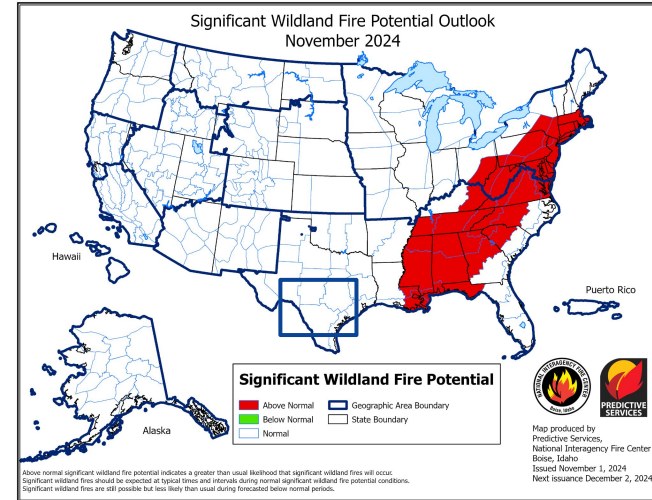 Significant Wildland Fire Potential Outlook
November 2024
Hawaii
Puerto Rico
Alaska
Significant Wildland Fire Potential
Above Normal
Geographic Area Boundary
Below Normal
State Boundary
Normal
NATIONAL INTERAGENCY FIRE CENTER
Boise, Idaho
PREDICTIVE
SERVICES
Map produced by
Predictive Services,
National Interagency Fire Center
Boise, Idaho
Issued November 1, 2024
Next issuance December 2, 2024
Above normal significant wildland fire potential indicates a greater than usual likelihood that significant wildland fires will occur.
Significant wildland fires should be expected at typical times and intervals during normal significant wildland fire potential conditions.
Significant wildland fires are still possible but less likely than usual during forecasted below normal periods.